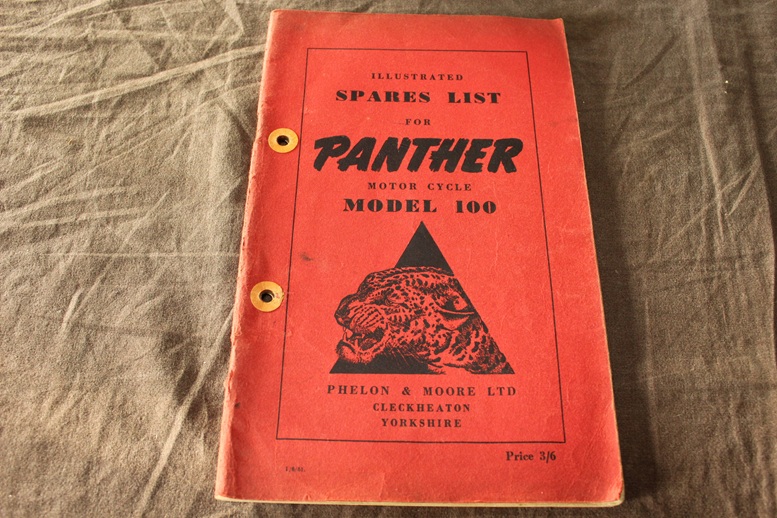 ILLUSTRATED
SPARES LIST
FOR
PANTHER
MOTOR CYCLE
MODEL 100
PHELON & MOORE LTD
CLECKHEATON
YORKSHIRE
Price 3/6